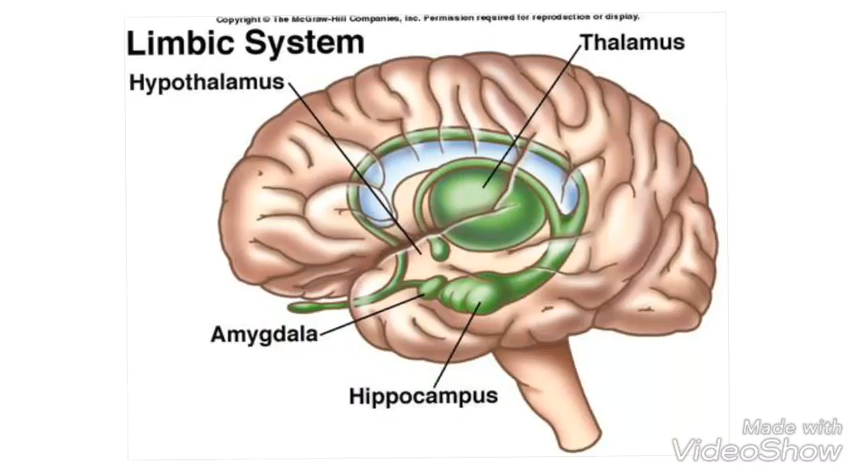 Copyright © The McGraw-Hill Companies, Inc. Permission required for reproduction or display.
Limbic System
Thalamus
Hypothalamus
Amygdala
Hippocampus
Made with
VideoShow